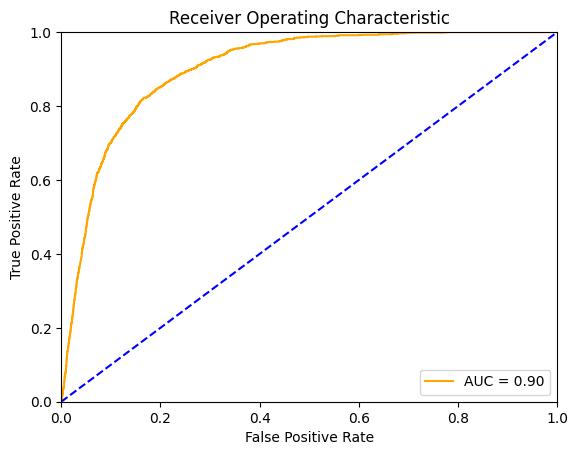 Receiver Operating Characteristic
1.0
0.8
0.6
0.4
0.2
0.0
True Positive Rate
AUC = 0.90
0.0 0.2 0.4 0.6 0.8 1.0
False Positive Rate